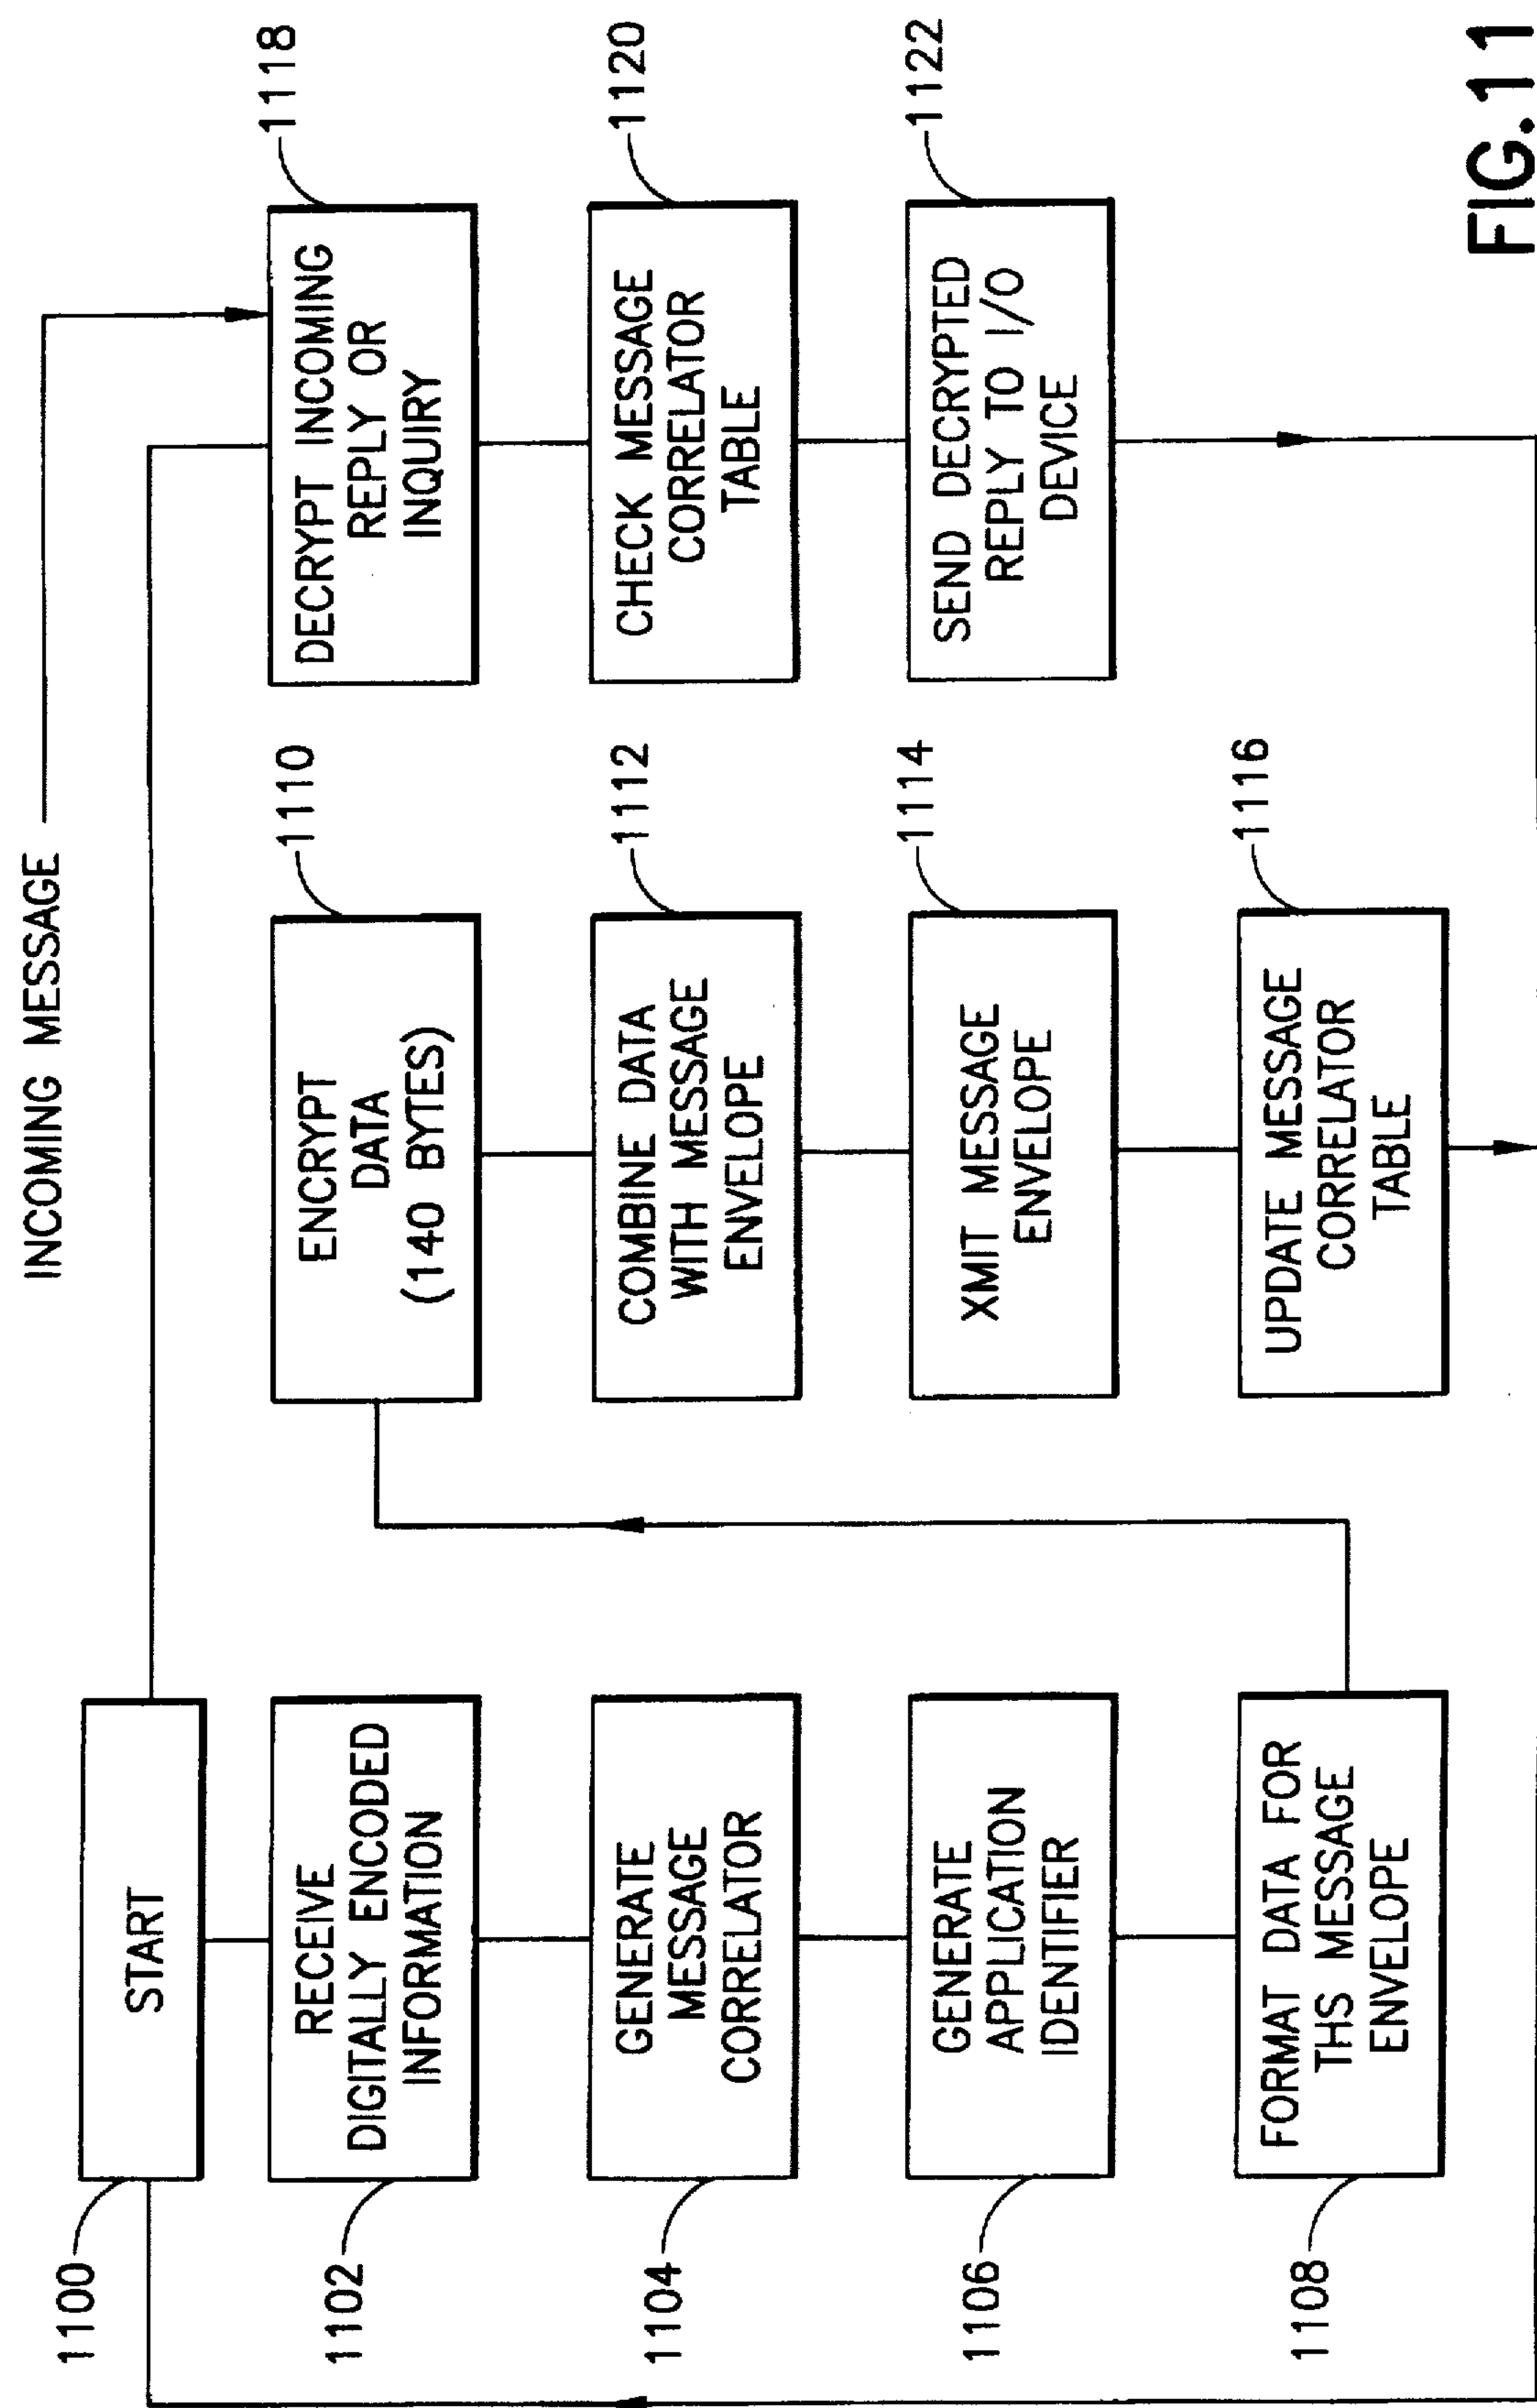 INCOMING MESSAGE
1100
START
1102
RECEIVE
DIGITALLY ENCODED
INFORMATION
1104
GENERATE
MESSAGE
CORRELATOR
1106
GENERATE
APPLICATION
IDENTIFIER
1108
FORMAT DATA FOR
THS MESSAGE
ENVELOPE
1110
ENCRYPT
DATA
(140 BYTES)
1112
COMBINE DATA
WITH MESSAGE
ENVELOPE
1114
XMIT MESSAGE
ENVELOPE
1116
UPDATE MESSAGE
CORRELATOR
TABLE
1118
DECRYPT INCOMING
REPLY OR
INQUIRY
1120
CHECK MESSAGE
CORRELATOR
TABLE
1122
SEND DECRYPTED
REPLY TO I/O
DEVICE
FIG.11